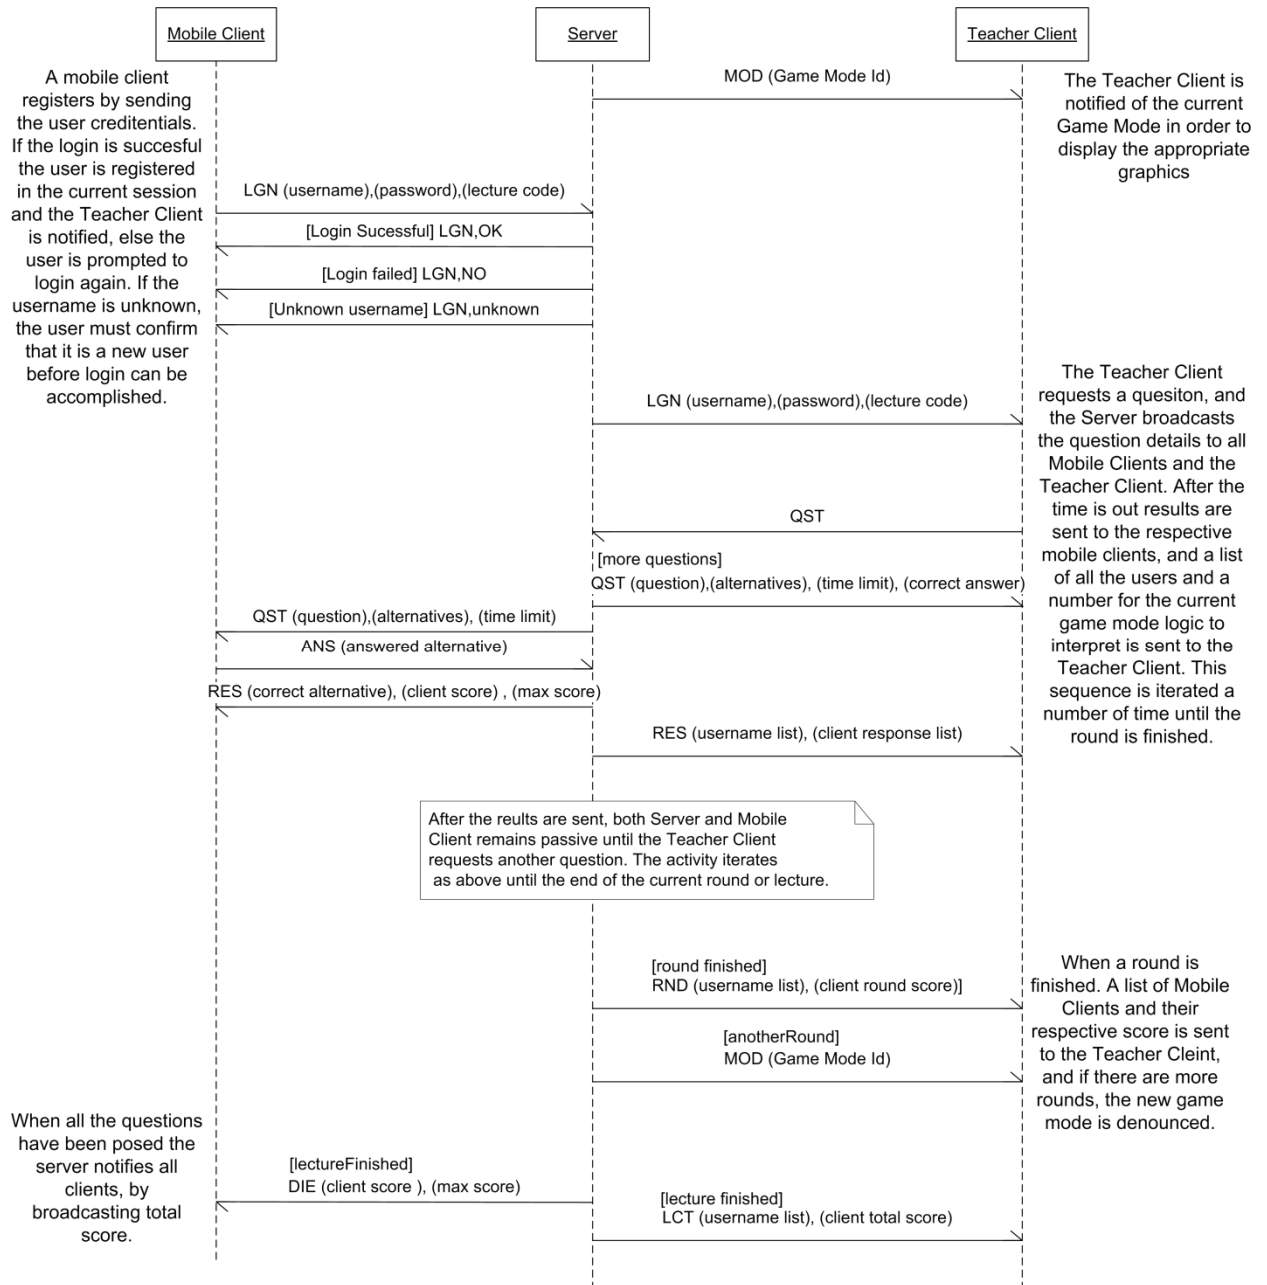 Mobile Client
Server
Teacher Client
MOD (Game Mode Id)
A mobile client
registers by sending
the user creditentials.
If the login is succesful
the user is registered
in the current session
and the Teacher Client
is notified, else the
user is prompted to
login again. If the
username is unknown,
the user must confirm
that it is a new user
before login can be
accomplished.
The Teacher Client is
notified of the current
Game Mode in order to
display the appropriate
graphics
LGN (username),(password),(lecture code)
[Login Sucessful] LGN,OK
[Login failed] LGN,NO
[Unknown username] LGN,unknown
LGN (username),(password),(lecture code)
The Teacher Client
requests a quesiton, and
the Server broadcasts
the question details to all
Mobile Clients and the
Teacher Client. After the
time is out results are
sent to the respective
mobile clients, and a list
of all the users and a
number for the current
game mode logic to
interpret is sent to the
Teacher Client. This
sequence is iterated a
number of time until the
round is finished.
QST
[more questions]
QST (question),(alternatives), (time limit), (correct answer)
QST (question),(alternatives), (time limit)
ANS (answered alternative)
RES (correct alternative), (client score) , (max score)
RES (username list), (client response list)
After the reults are sent, both Server and Mobile
Client remains passive until the Teacher Client
requests another question. The activity iterates
as above until the end of the current round or lecture.
[round finished]
RND (username list), (client round score)]
[anotherRound]
MOD (Game Mode Id)
When a round is
finished. A list of Mobile
Clients and their
respective score is sent
to the Teacher Cleint,
and if there are more
rounds, the new game
mode is denounced.
When all the questions
have been posed the
server notifies all
clients, by
broadcasting total
score.
[lectureFinished]
DIE (client score ), (max score)
[lecture finished]
LCT (username list), (client total score)